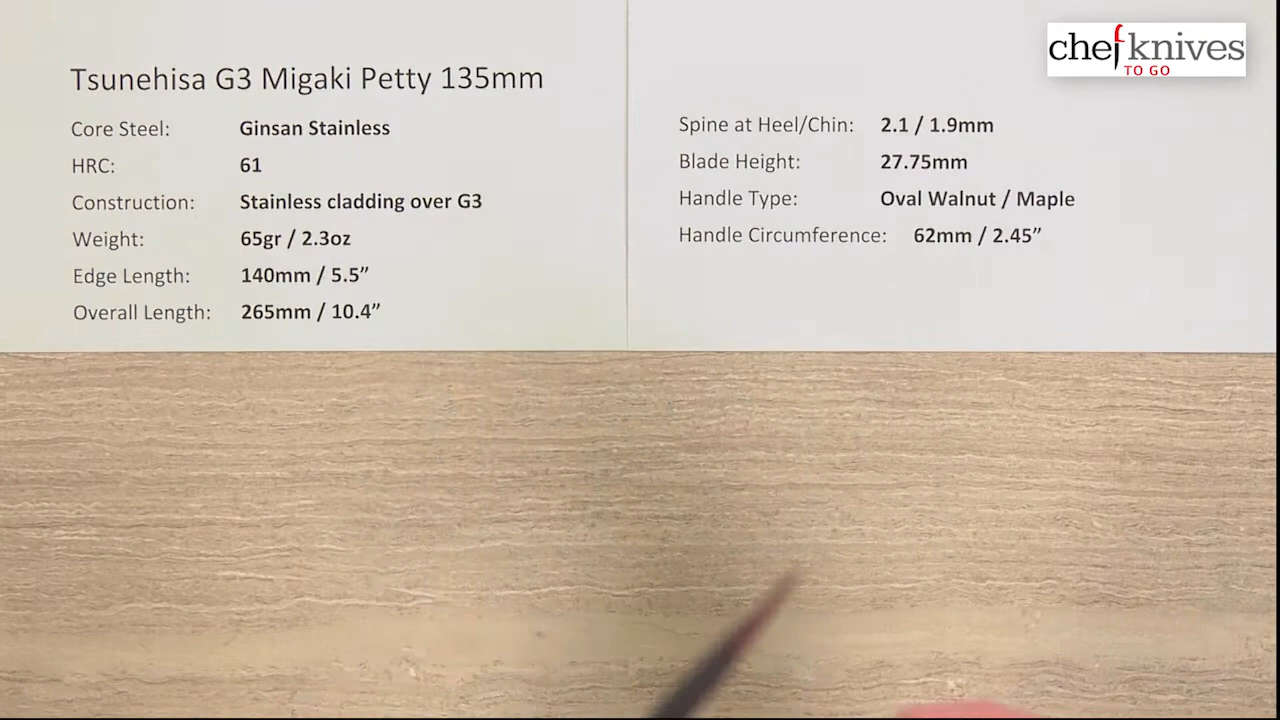 chef knives
TO GO
Tsunehisa G3 Migaki Petty 135mm
Core Steel: Ginsan Stainless
HRC: 61
Construction: Stainless cladding over G3
Weight: 65gr / 2.3oz
Edge Length: 140mm / 5.5”
Overall Length: 265mm / 10.4”
Spine at Heel/Chin: 2.1 / 1.9mm
Blade Height: 27.75mm
Handle Type: Oval Walnut / Maple
Handle Circumference: 62mm / 2.45”